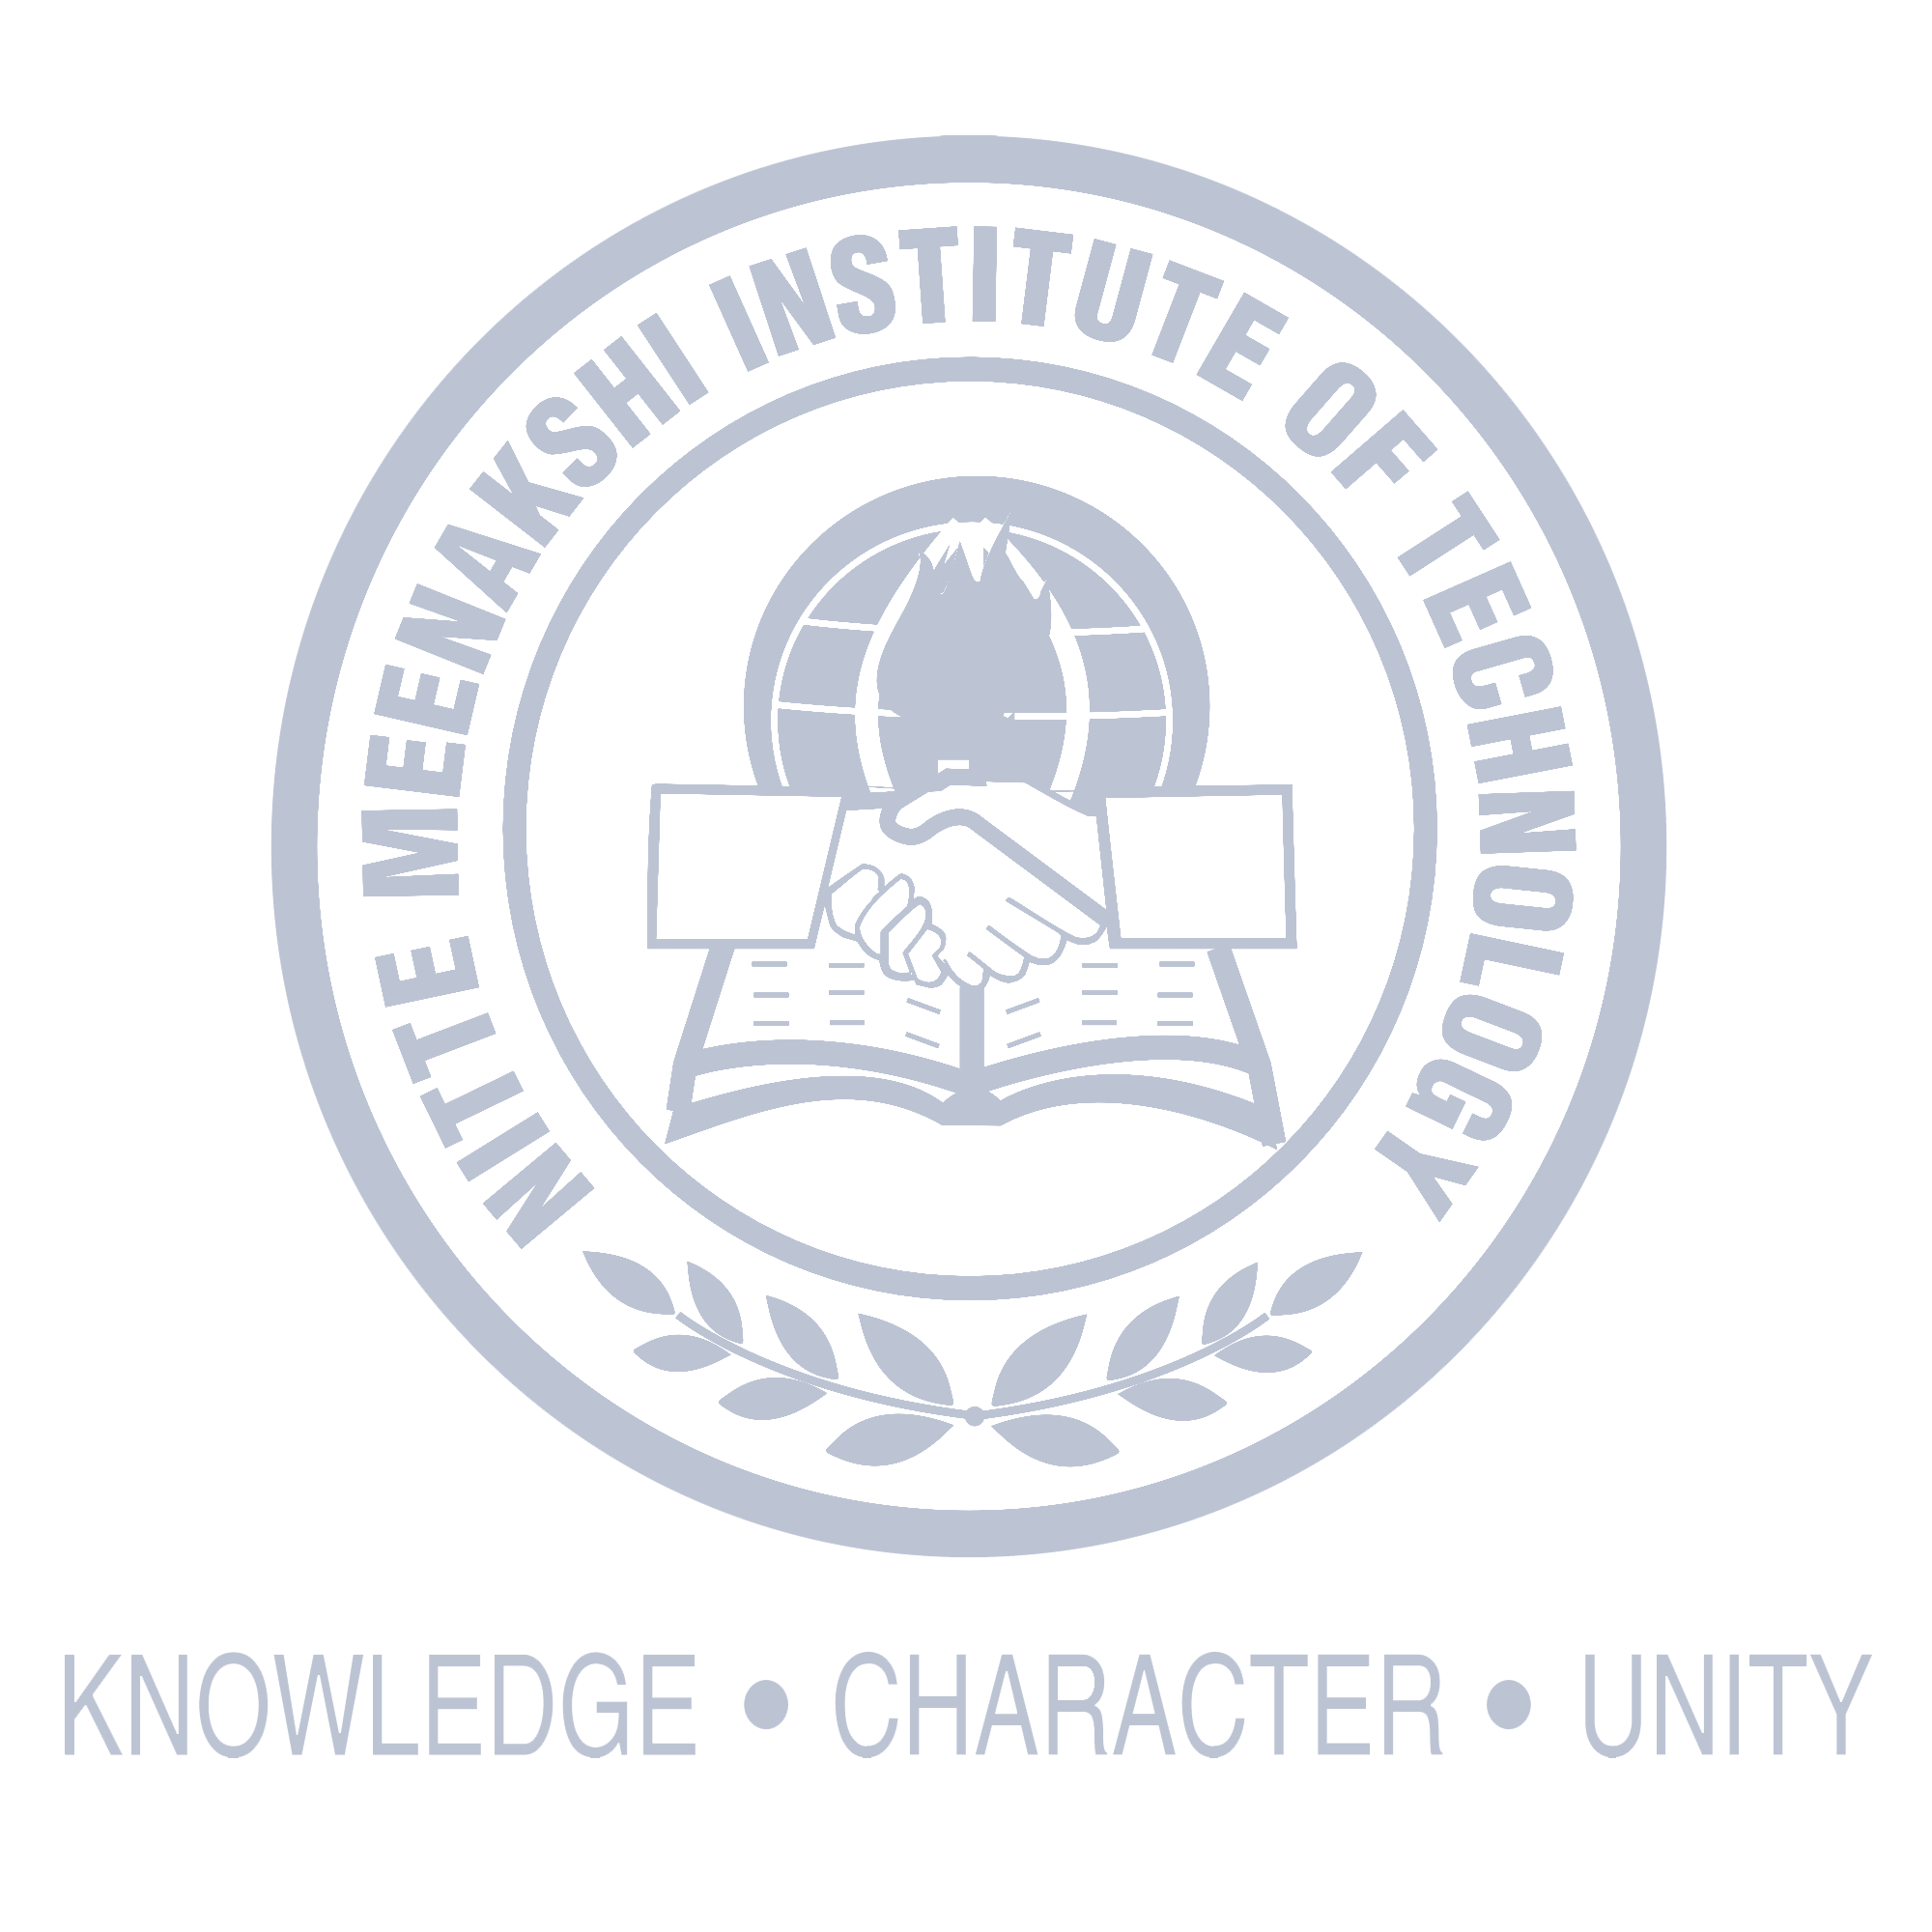 NITTE MEENAKSHI INSTITUTE OF TECHNOLOGY
KNOWLEDGE • CHARACTER • UNITY